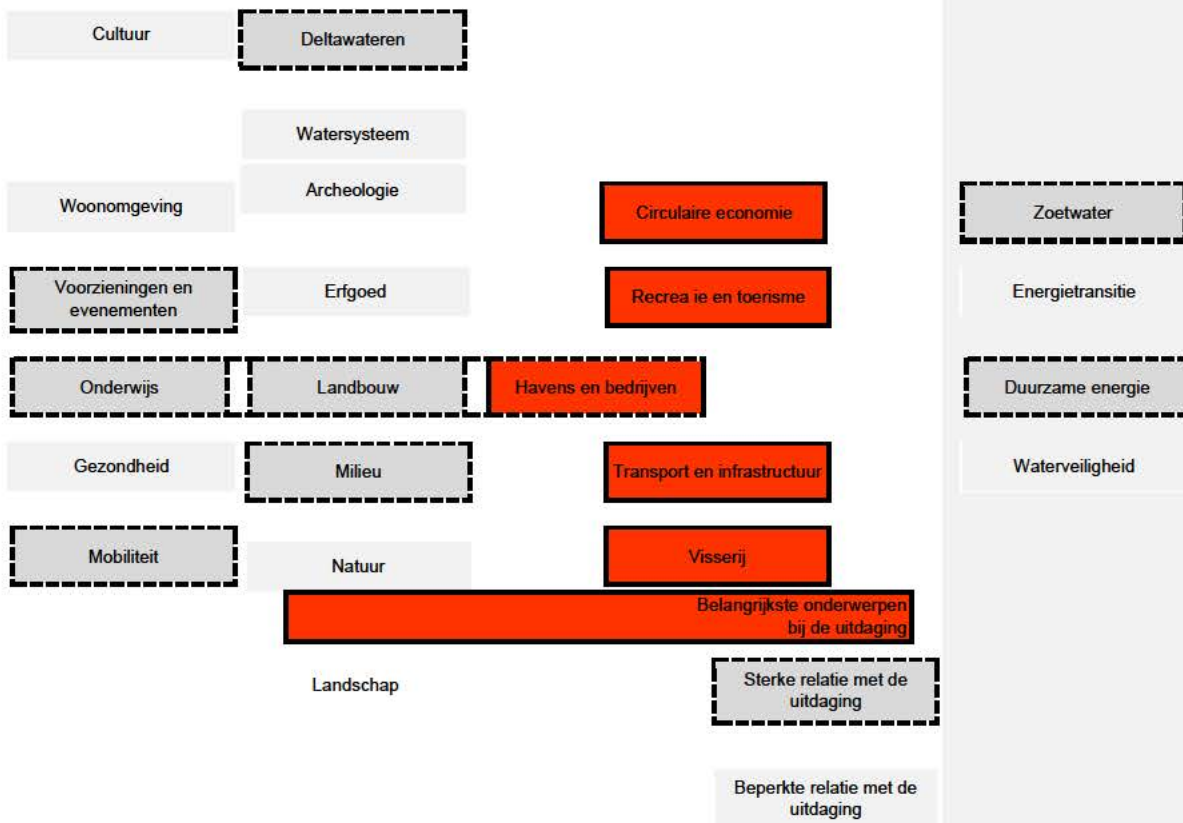 Cultuur
Deltawateren
Watersysteem
Archeologie
Woonomgeving
Circulaire economie
Zoetwater
Voorzieningen en
evenementen
Erfgoed
Recrea ie en toerisme
Energietransitie
Onderwijs
Landbouw
Havens en bedrijven
Duurzame energie
Gezondheid
Milieu
Transport en infrastructuur
Waterveiligheid
Mobiliteit
Natuur
Visserij
Belangrijkste onderwerpen
bij de uitdaging
Landschap
Sterke relatie met de
uitdaging
Beperkte relatie met de
uitdaging